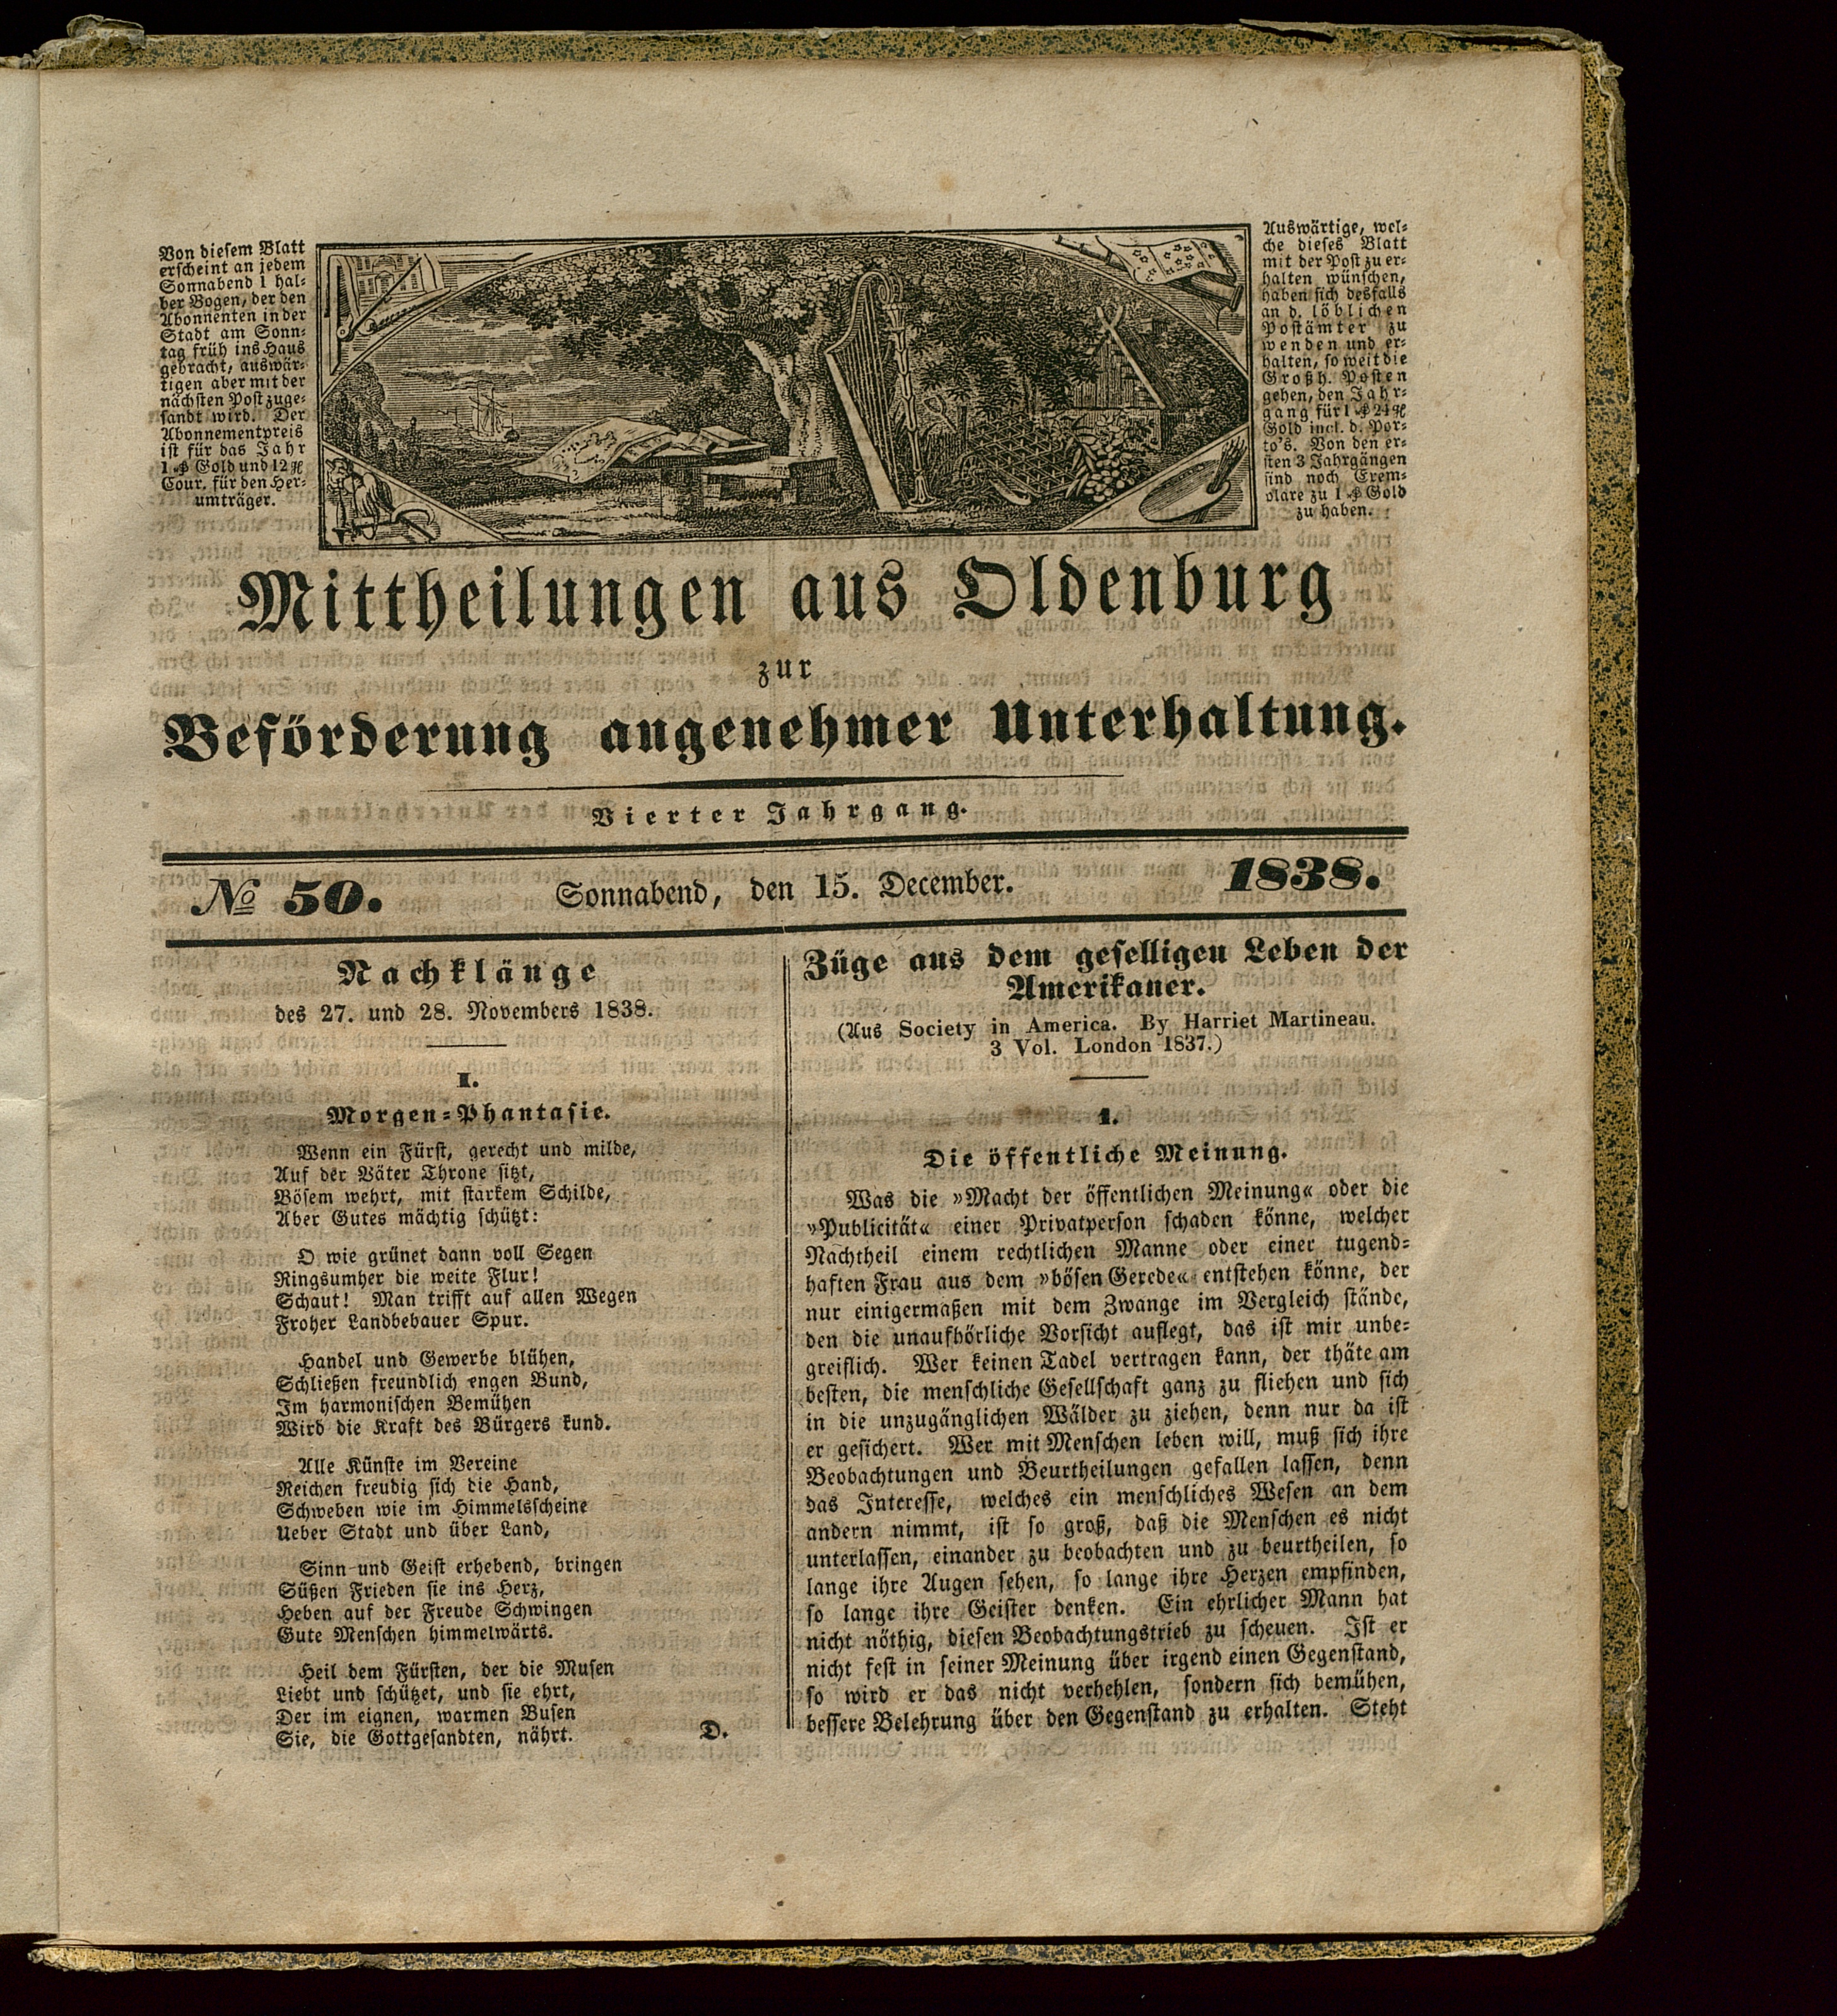 Von diesem Blatt
erscheint an jedem
Sonnabend 1 hal-
ber Bogen, der den
Abonnenten in der
Stadt am Sonn-
tag früh ins Haus
gebracht, auswär-
tigen aber mit der
nächsten Post zuge-
sandt wird. Der
Abonnementpreis
ist für das Jahr
1 Gold und 12
Cour. für den Her-
umträger.
Auswärtige, wel-
che dieses Blatt
mit der Post zu er-
halten wünschen,
haben sich desfalls
an d. löblichen
Postämter zu
wenden und er-
halten, so weit die
Großh. Posten
gehen, den Jahr-
gang für 1 24
Gold incl. d. Por-
to's. Von den er-
sten 3 Jahrgängen
sind noch Exem-
plare zu 1 Gold
zu haben.
Mittheilungen aus Oldenburg
zur
Beförderung angenehmer Unterhaltung.
Vierter Jahrgang.
№ 50. Sonnabend, den 15. December. 1838.
Nachklänge
des 27. und 28. Novembers 1838.
I.
Morgen-Phantasie.
Wenn ein Fürst, gerecht und milde,
Auf der Väter Throne sitzt,
Bösem wehrt, mit starkem Schilde,
Aber Gutes mächtig schützt:
O wie grünet dann voll Segen
Ringsumher die weite Flur!
Schaut! Man trifft auf allen Wegen
Froher Landbebauer Spur.
Handel und Gewerbe blühen,
Schließen freundlich engen Bund,
Im harmonischen Bemühen
Wird die Kraft des Bürgers kund.
Alle Künste im Vereine
Reichen freudig sich die Hand,
Schweben wie im Himmelsscheine
Ueber Stadt und über Land,
Sinn und Geist erhebend, bringen
Süßen Frieden sie ins Herz,
Heben auf der Freude Schwingen
Gute Menschen himmelwärts.
Heil dem Fürsten, der die Musen
Liebt und schützet, und sie ehrt,
Der im eignen, warmen Busen
Sie, die Gottgesandten, nährt.
D.
Züge aus dem geselligen Leben der
Amerikaner.
(Aus Society in America. By Harriet Martineau.
3 Vol. London 1837.)
1.
Die öffentliche Meinung.
Was die »Macht der öffentlichen Meinung« oder die
»Publicität« einer Privatperson schaden könne, welcher
Nachtheil einem rechtlichen Manne oder einer tugend-
haften Frau aus dem »bösen Gerede« entstehen könne, der
nur einigermaßen mit dem Zwange im Vergleich stände,
den die unaufhörliche Vorsicht auflegt, das ist mir unbe-
greiflich. Wer keinen Tadel vertragen kann, der thäte am
besten, die menschliche Gesellschaft ganz zu fliehen und sich
in die unzugänglichen Wälder zu ziehen, denn nur da ist
er gesichert. Wer mit Menschen leben will, muß sich ihre
Beobachtungen und Beurtheilungen gefallen lassen, denn
das Interesse, welches ein menschliches Wesen an dem
andern nimmt, ist so groß, daß die Menschen es nicht
unterlassen, einander zu beobachten und zu beurtheilen, so
lange ihre Augen sehen, so lange ihre Herzen empfinden,
so lange ihre Geister denken. Ein ehrlicher Mann hat
nicht nöthig, diesen Beobachtungstrieb zu scheuen. Ist er
nicht fest in seiner Meinung über irgend einen Gegenstand,
so wird er das nicht verhehlen, sondern sich bemühen,
bessere Belehrung über den Gegenstand zu erhalten. Steht